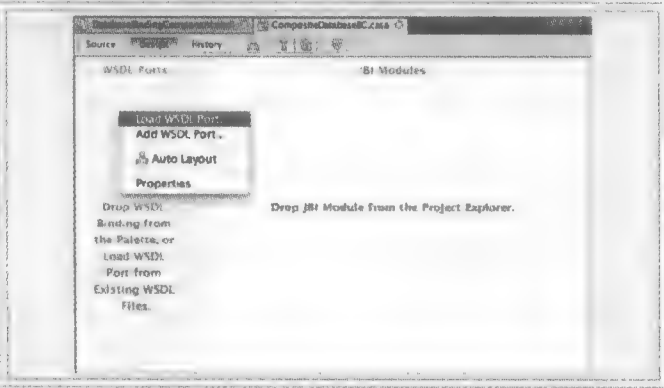 DatabaseBindingComponent.wsdl CompositeDatabaseBC.casa
Source Design History
WSDL Ports JBI Modules
Load WSDL Port.
Add WSDL Port .
Auto Layout
Properties
Drop WSDL
Binding from
the Palette, or
Load WSDL
Port from
Existing WSDL
Files.
Drop JBI Module from the Project Explorer.